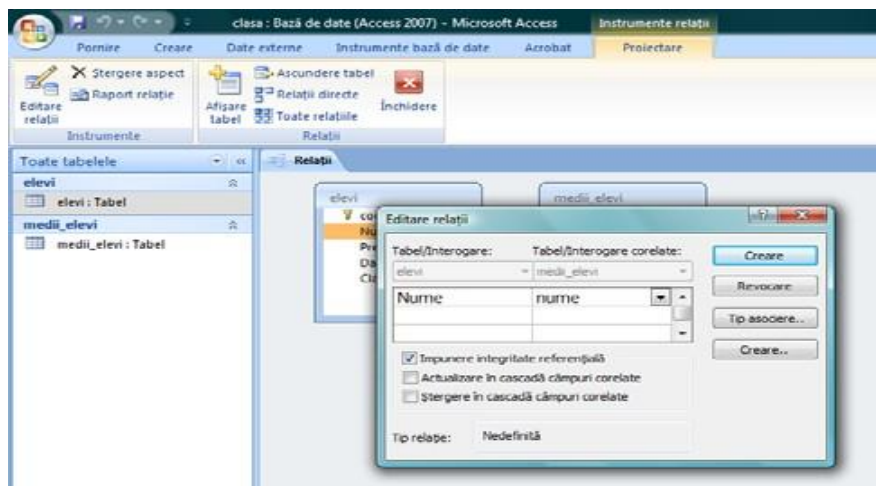 clasa : Bază de date (Access 2007) - Microsoft Access
Instrumente relații
Pornire Creare Date externe Instrumente bază de date Acrobat Proiectare
Editare relații
Ștergere aspect
Raport relație
Instrumente
Afișare tabel
Ascundere tabel
Relații directe
Toate relațiile
Închidere
Relații
Toate tabelele
elevi
elevi : Tabel
medii_elevi
medii_elevi : Tabel
Relații
elevi
medii_elevi
Editare relații
Tabel/Interogare: Tabel/Interogare corelate:
elevi medii_elevi
Nume nume
Impunere integritate referențială
Actualizare în cascadă câmpuri corelate
Ștergere în cascadă câmpuri corelate
Tip relație: Nedefinită
Creare
Revocare
Tip asociere..
Creare..